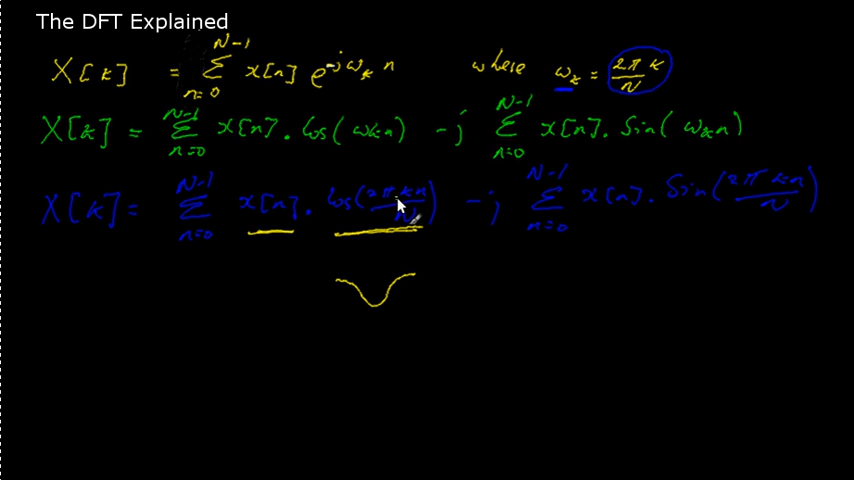 The DFT Explained
X[k] = Σ_{n=0}^{N-1} x[n] e^{-jω_k n} where ω_k = 2πk/N
X[k] = Σ_{n=0}^{N-1} x[n]. Cos(ω_k n) - j Σ_{n=0}^{N-1} x[n]. Sin(ω_k n)
X[k] = Σ_{n=0}^{N-1} x[n]. Cos(2πkn/N) - j Σ_{n=0}^{N-1} x[n]. Sin(2πkn/N)